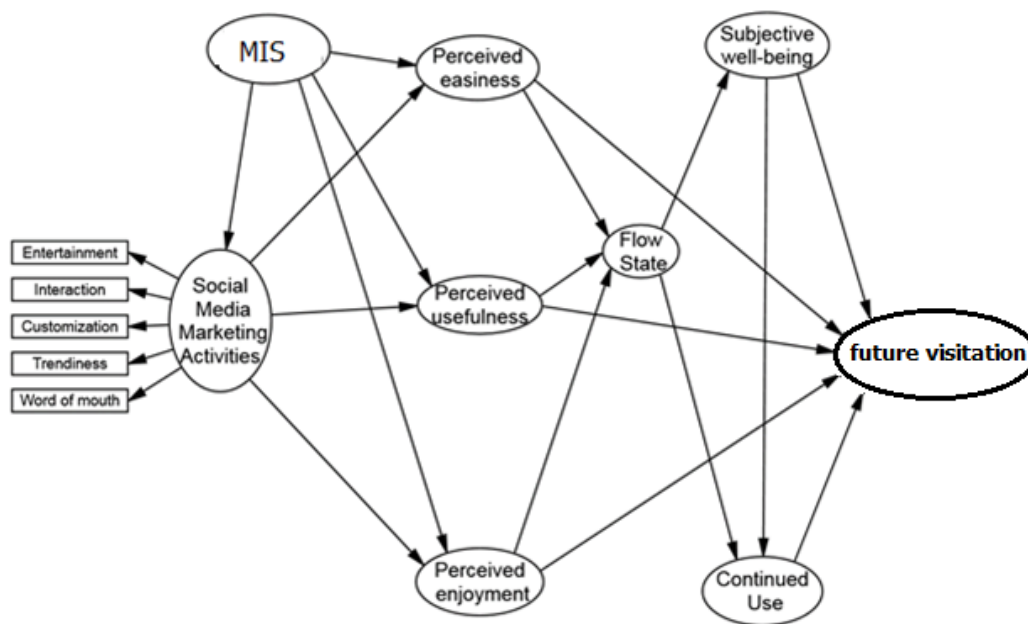 MIS
Perceived
easiness
Subjective
well-being
Entertainment
Interaction
Customization
Trendiness
Word of mouth
Social
Media
Marketing
Activities
Perceived
usefulness
Flow
State
future visitation
Perceived
enjoyment
Continued
Use